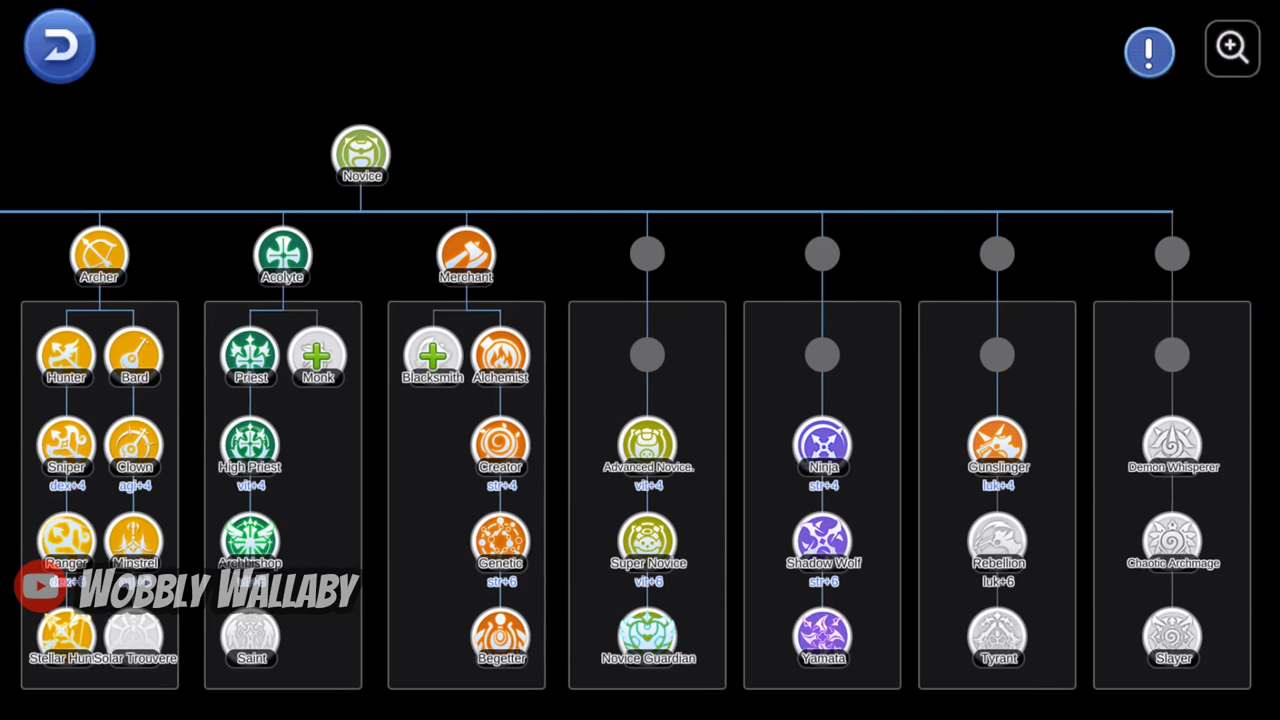 Novice
Archer
Acolyte
Merchant
Hunter
Bard
Priest
Monk
Blacksmith
Alchemist
Sniper
Clown
High Priest
Creator
Advanced Novice..
Ninja
Gunslinger
Demon Whisperer
dex+4
agi+4
vit+4
str+4
vit+4
str+4
luk+4
Ranger
Minstrel
Archbishop
Genetic
Super Novice
Shadow Wolf
Rebellion
Chaotic Archmage
str+6
vit+6
str+6
luk+6
Wobbly Wallaby
Solar Trouvere
Saint
Begetter
Novice Guardian
Yamata
Tyrant
Slayer